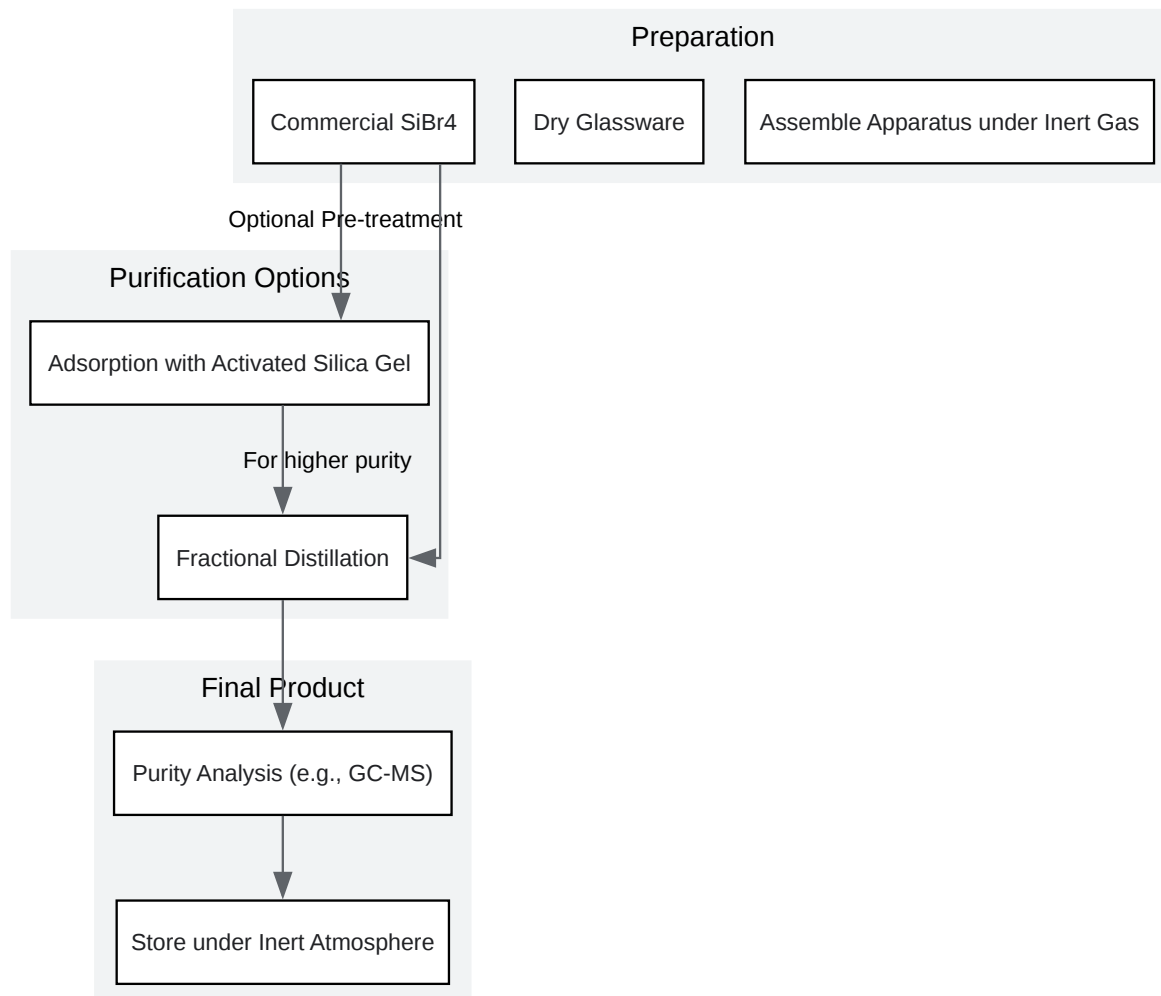 Preparation
Commercial SiBr4
Dry Glassware
Assemble Apparatus under Inert Gas
Optional Pre-treatment
Purification Options
Adsorption with Activated Silica Gel
For higher purity
Fractional Distillation
Final Product
Purity Analysis (e.g., GC-MS)
Store under Inert Atmosphere